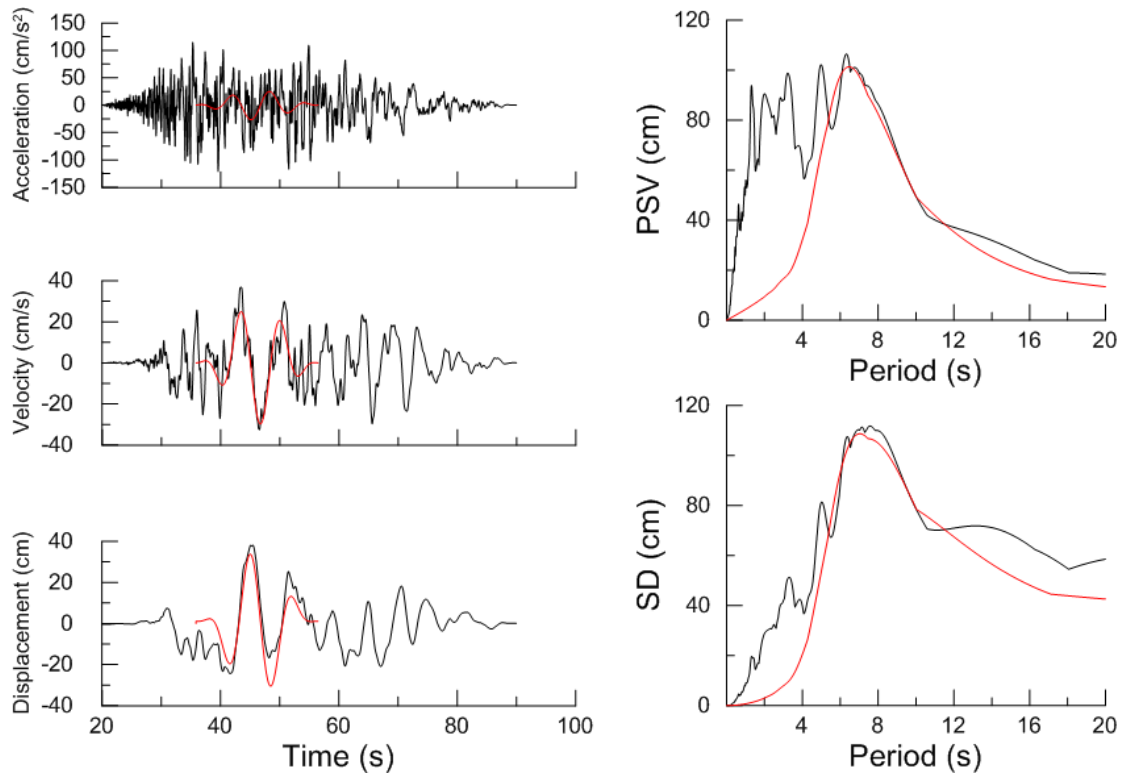 Acceleration (cm/s²)
150
100
50
0
-50
-100
-150
Velocity (cm/s)
40
20
0
-20
-40
Displacement (cm)
40
20
0
-20
-40
20 40 60 80 100
Time (s)
PSV (cm)
120
80
40
0
4 8 12 16 20
Period (s)
SD (cm)
120
80
40
0
4 8 12 16 20
Period (s)